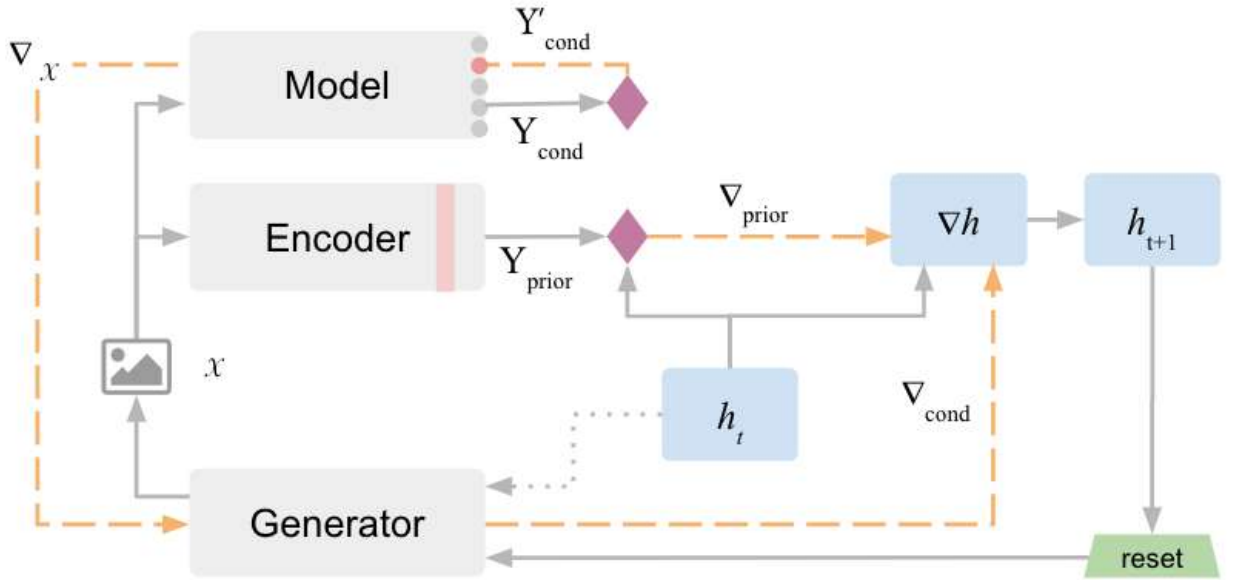 ∇x
Model
Y′cond
Ycond
Encoder
Yprior
∇prior
∇h
ht+1
x
ht
∇cond
Generator
reset